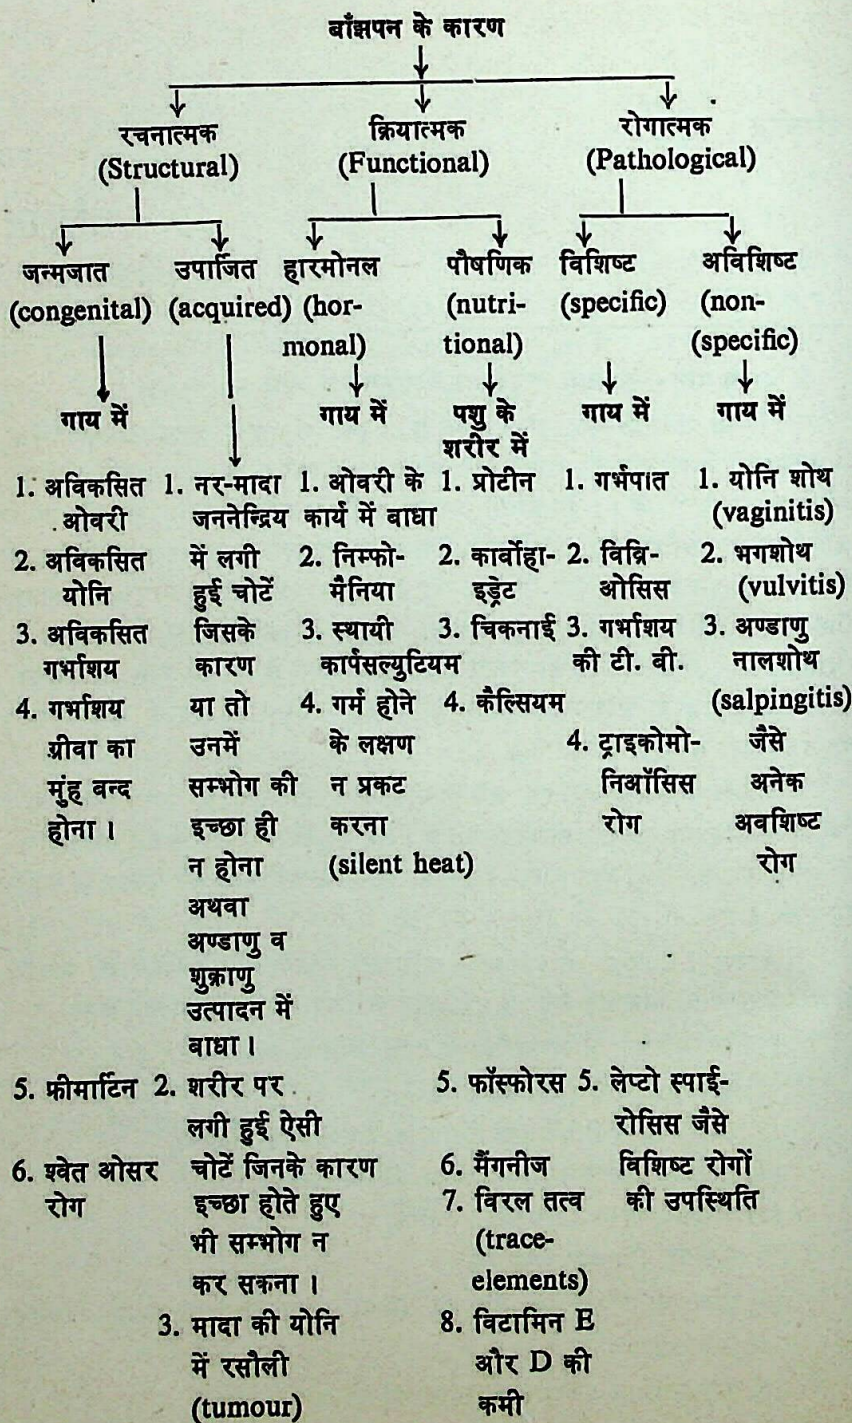 बाँझपन के कारण
रचनात्मक क्रियात्मक रोगात्मक
(Structural) (Functional) (Pathological)
जन्मजात उपार्जित हारमोनल पौषणिक विशिष्ट अविशिष्ट
(congenital) (acquired) (hor- (nutri- (specific) (non-
monal) tional) (specific)
गाय में गाय में पशु के गाय में गाय में
शरीर में
1. अविकसित 1. नर-मादा 1. ओवरी के 1. प्रोटीन 1. गर्भपात 1. योनि शोथ
ओवरी जननेन्द्रिय कार्य में बाधा (vaginitis)
2. अविकसित में लगी 2. निम्फो- 2. कार्वोहा- 2. विव्रि- 2. भगशोथ
योनि हुई चोटें मैनिया इड्रेट ओसिस (vulvitis)
3. अविकसित जिसके 3. स्थायी 3. चिकनाई 3. गर्भाशय 3. अण्डाणु
गर्भाशय कारण कार्पसल्युटियम की टी. बी. नालशोथ
4. गर्भाशय या तो 4. गर्म होने 4. कैल्सियम (salpingitis)
ग्रीवा का उनमें के लक्षण 4. ट्राइकोमो- जैसे
मुंह बन्द सम्भोग की न प्रकट निऑसिस अनेक
होना । इच्छा ही करना रोग अवशिष्ट
न होना (silent heat) रोग
अथवा
अण्डाणु व
शुक्राणु
उत्पादन में
बाधा ।
5. फ्रीमार्टिन 2. शरीर पर 5. फॉस्फोरस 5. लेप्टो स्पाई-
लगी हुई ऐसी रोसिस जैसे
6. श्वेत ओसर चोटें जिनके कारण 6. मैंगनीज विशिष्ट रोगों
रोग इच्छा होते हुए 7. विरल तत्व की उपस्थिति
भी सम्भोग न (trace-
कर सकना । elements)
3. मादा की योनि 8. विटामिन E
में रसौली और D की
(tumour) कमी